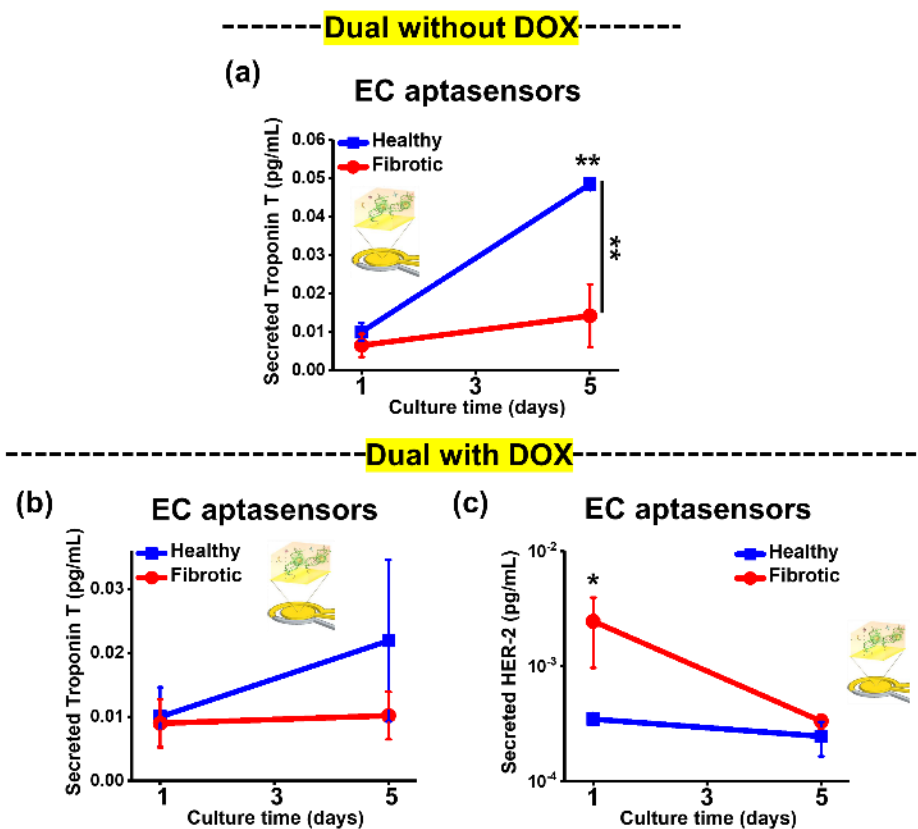 Dual without DOX
(a)
EC aptasensors
Healthy
Fibrotic
Secreted Troponin T (pg/mL)
0.06
0.05
0.04
0.03
0.02
0.01
0.00
**
**
1 3 5
Culture time (days)
Dual with DOX
(b)
EC aptasensors
Healthy
Fibrotic
Secreted Troponin T (pg/mL)
0.03
0.02
0.01
0.00
1 3 5
Culture time (days)
(c)
EC aptasensors
Healthy
Fibrotic
Secreted HER-2 (pg/mL)
10⁻²
10⁻³
10⁻⁴
*
1 3 5
Culture time (days)